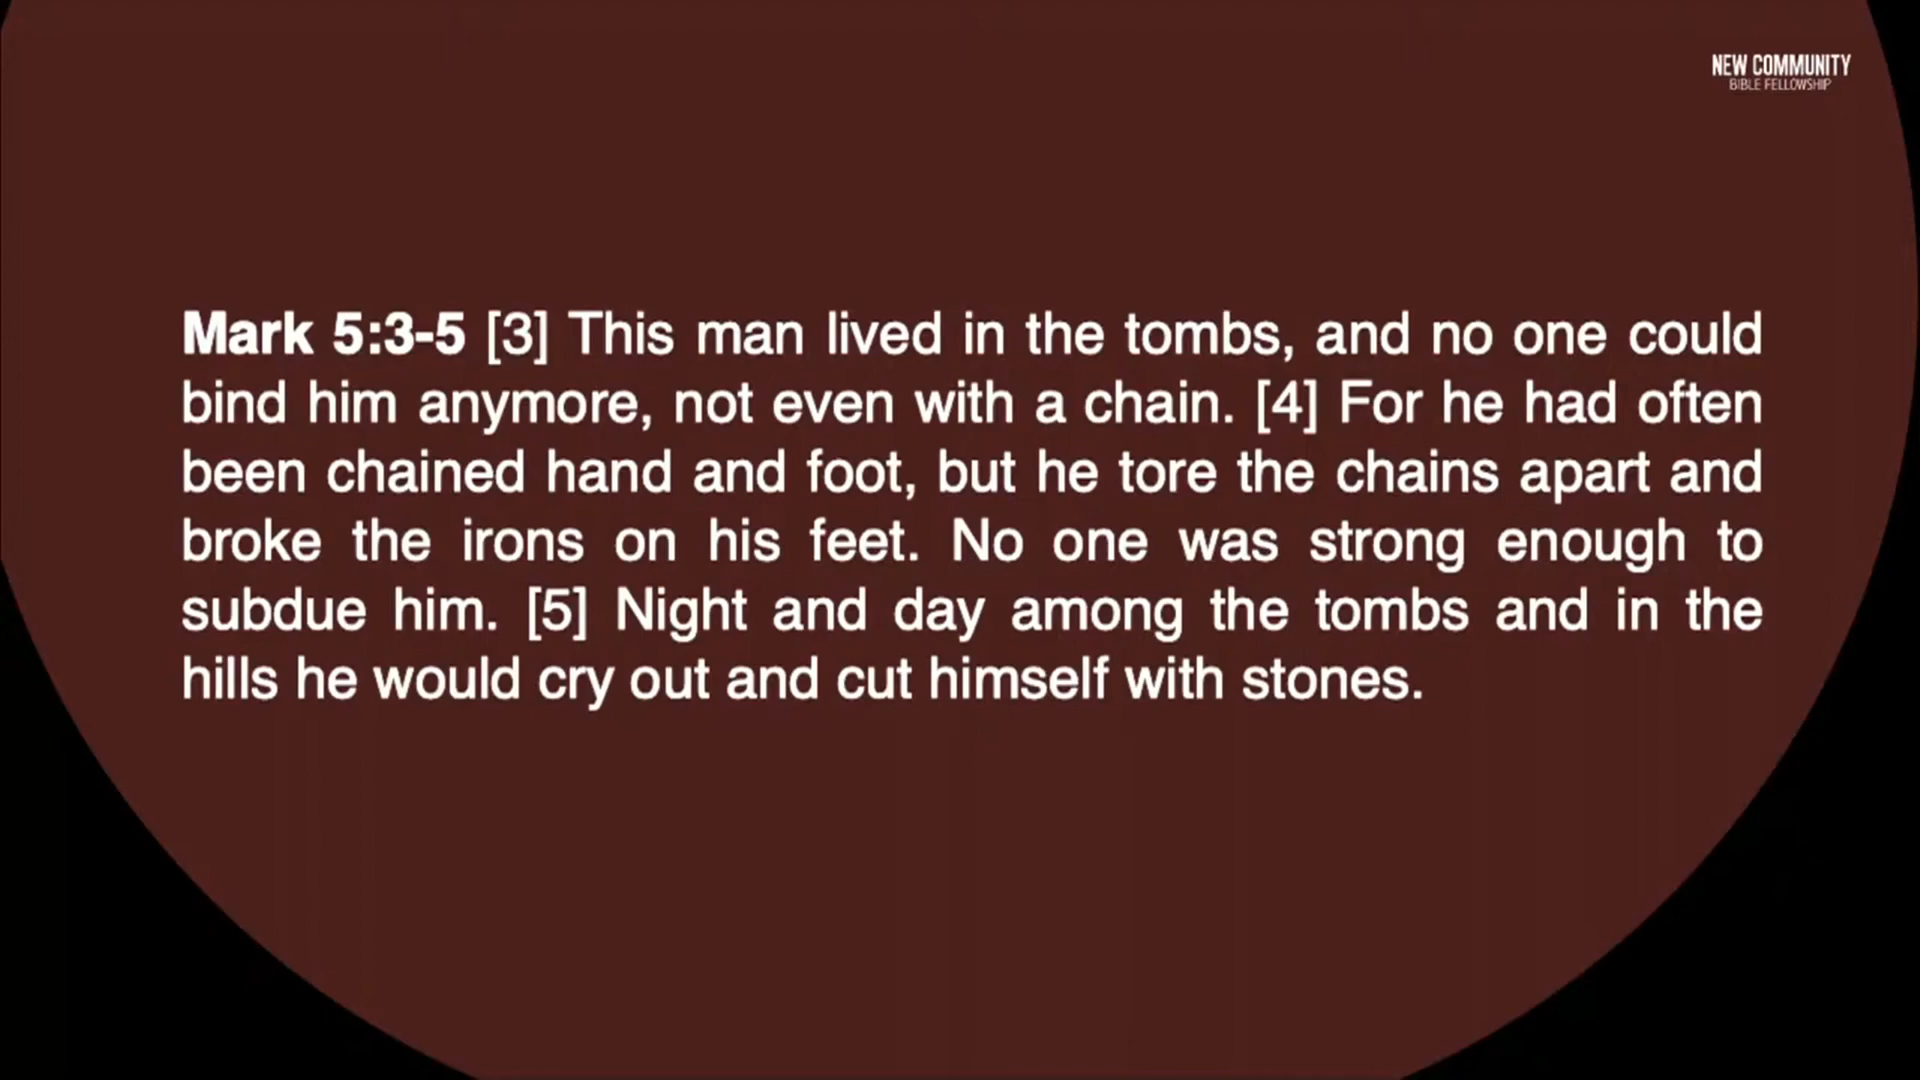 NEW COMMUNITY
BIBLE FELLOWSHIP
Mark 5:3-5 [3] This man lived in the tombs, and no one could
bind him anymore, not even with a chain. [4] For he had often
been chained hand and foot, but he tore the chains apart and
broke the irons on his feet. No one was strong enough to
subdue him. [5] Night and day among the tombs and in the
hills he would cry out and cut himself with stones.